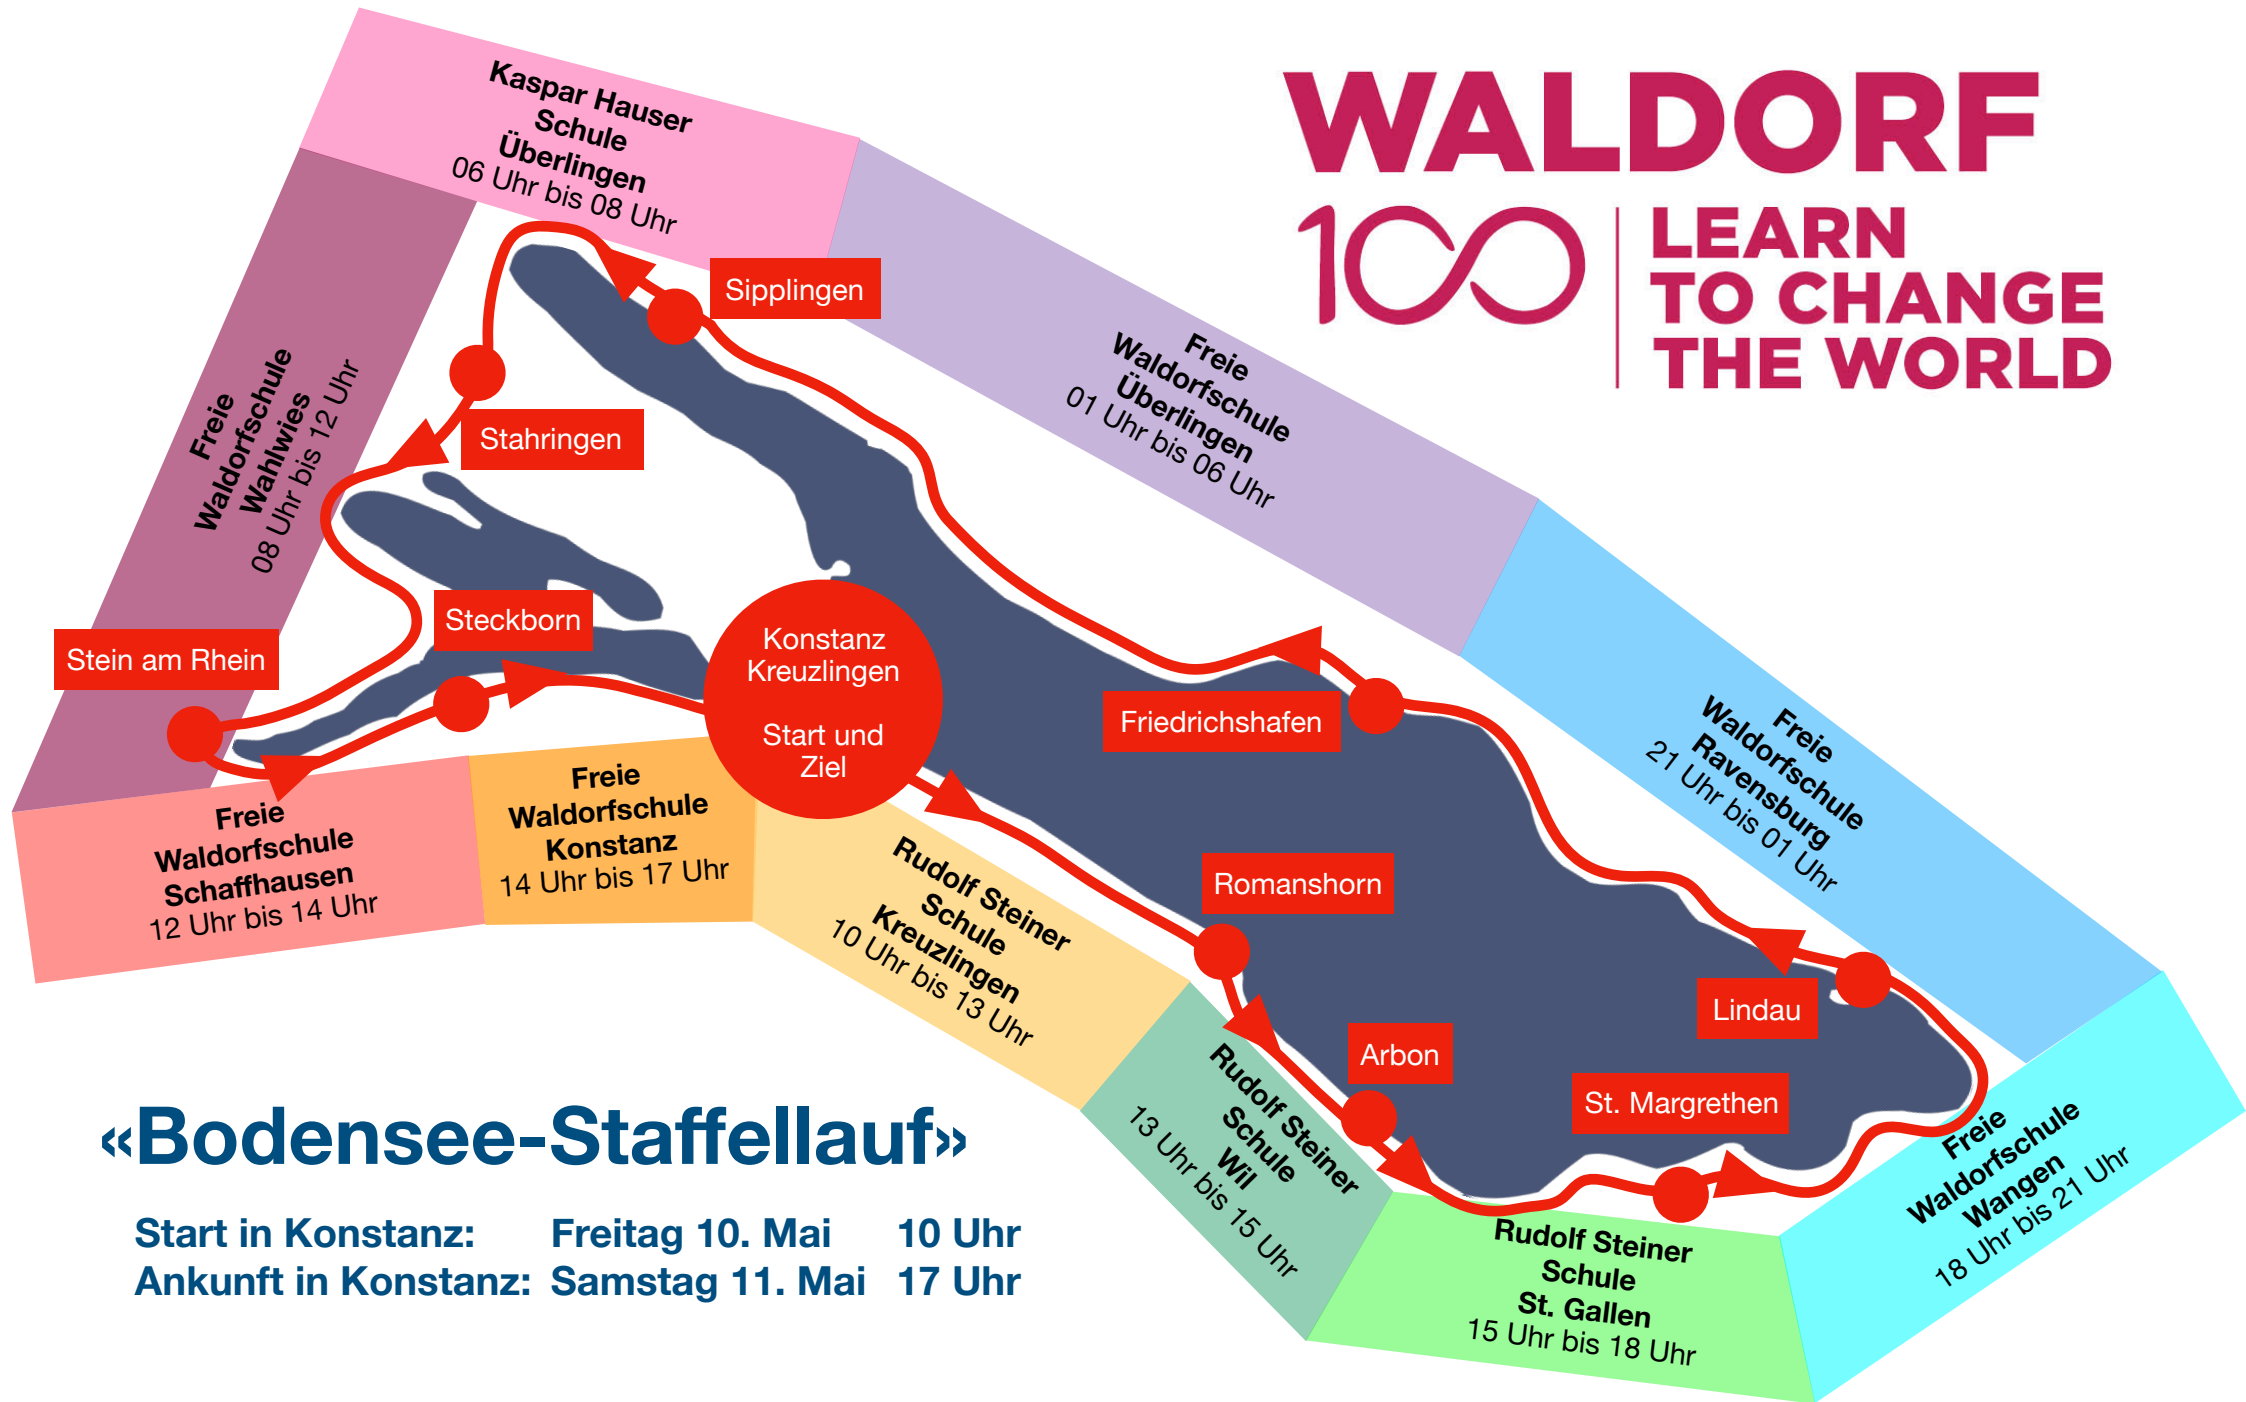 WALDORF
100
LEARN
TO CHANGE
THE WORLD
Kaspar Hauser
Schule
Überlingen
06 Uhr bis 08 Uhr
Sipplingen
Freie
Waldorfschule
Überlingen
01 Uhr bis 06 Uhr
Freie
Waldorfschule
Wahlwies
08 Uhr bis 12 Uhr
Stahringen
Steckborn
Stein am Rhein
Konstanz
Kreuzlingen
Start und
Ziel
Friedrichshafen
Freie
Waldorfschule
Ravensburg
21 Uhr bis 01 Uhr
Freie
Waldorfschule
Schaffhausen
12 Uhr bis 14 Uhr
Freie
Waldorfschule
Konstanz
14 Uhr bis 17 Uhr
Rudolf Steiner
Schule
Kreuzlingen
10 Uhr bis 13 Uhr
Romanshorn
Lindau
Arbon
St. Margrethen
Rudolf Steiner
Schule
Wil
13 Uhr bis 15 Uhr
Rudolf Steiner
Schule
St. Gallen
15 Uhr bis 18 Uhr
Freie
Waldorfschule
Wangen
18 Uhr bis 21 Uhr
«Bodensee-Staffellauf»
Start in Konstanz: Freitag 10. Mai 10 Uhr
Ankunft in Konstanz: Samstag 11. Mai 17 Uhr